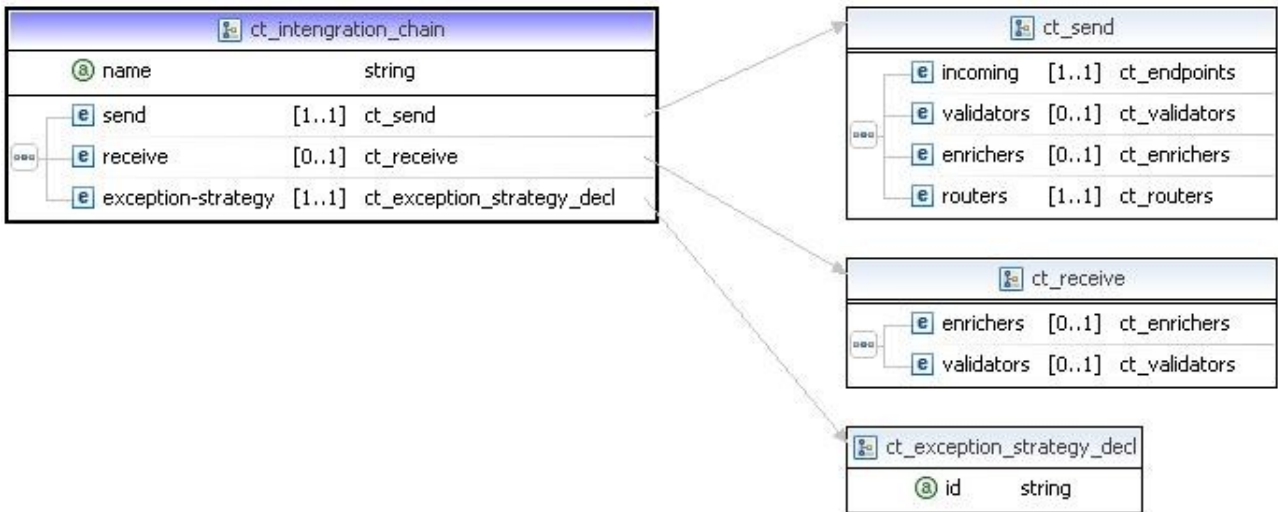 ct_intengration_chain
name string
send [1..1] ct_send
receive [0..1] ct_receive
exception-strategy [1..1] ct_exception_strategy_decl
ct_send
incoming [1..1] ct_endpoints
validators [0..1] ct_validators
enrichers [0..1] ct_enrichers
routers [1..1] ct_routers
ct_receive
enrichers [0..1] ct_enrichers
validators [0..1] ct_validators
ct_exception_strategy_decl
id string